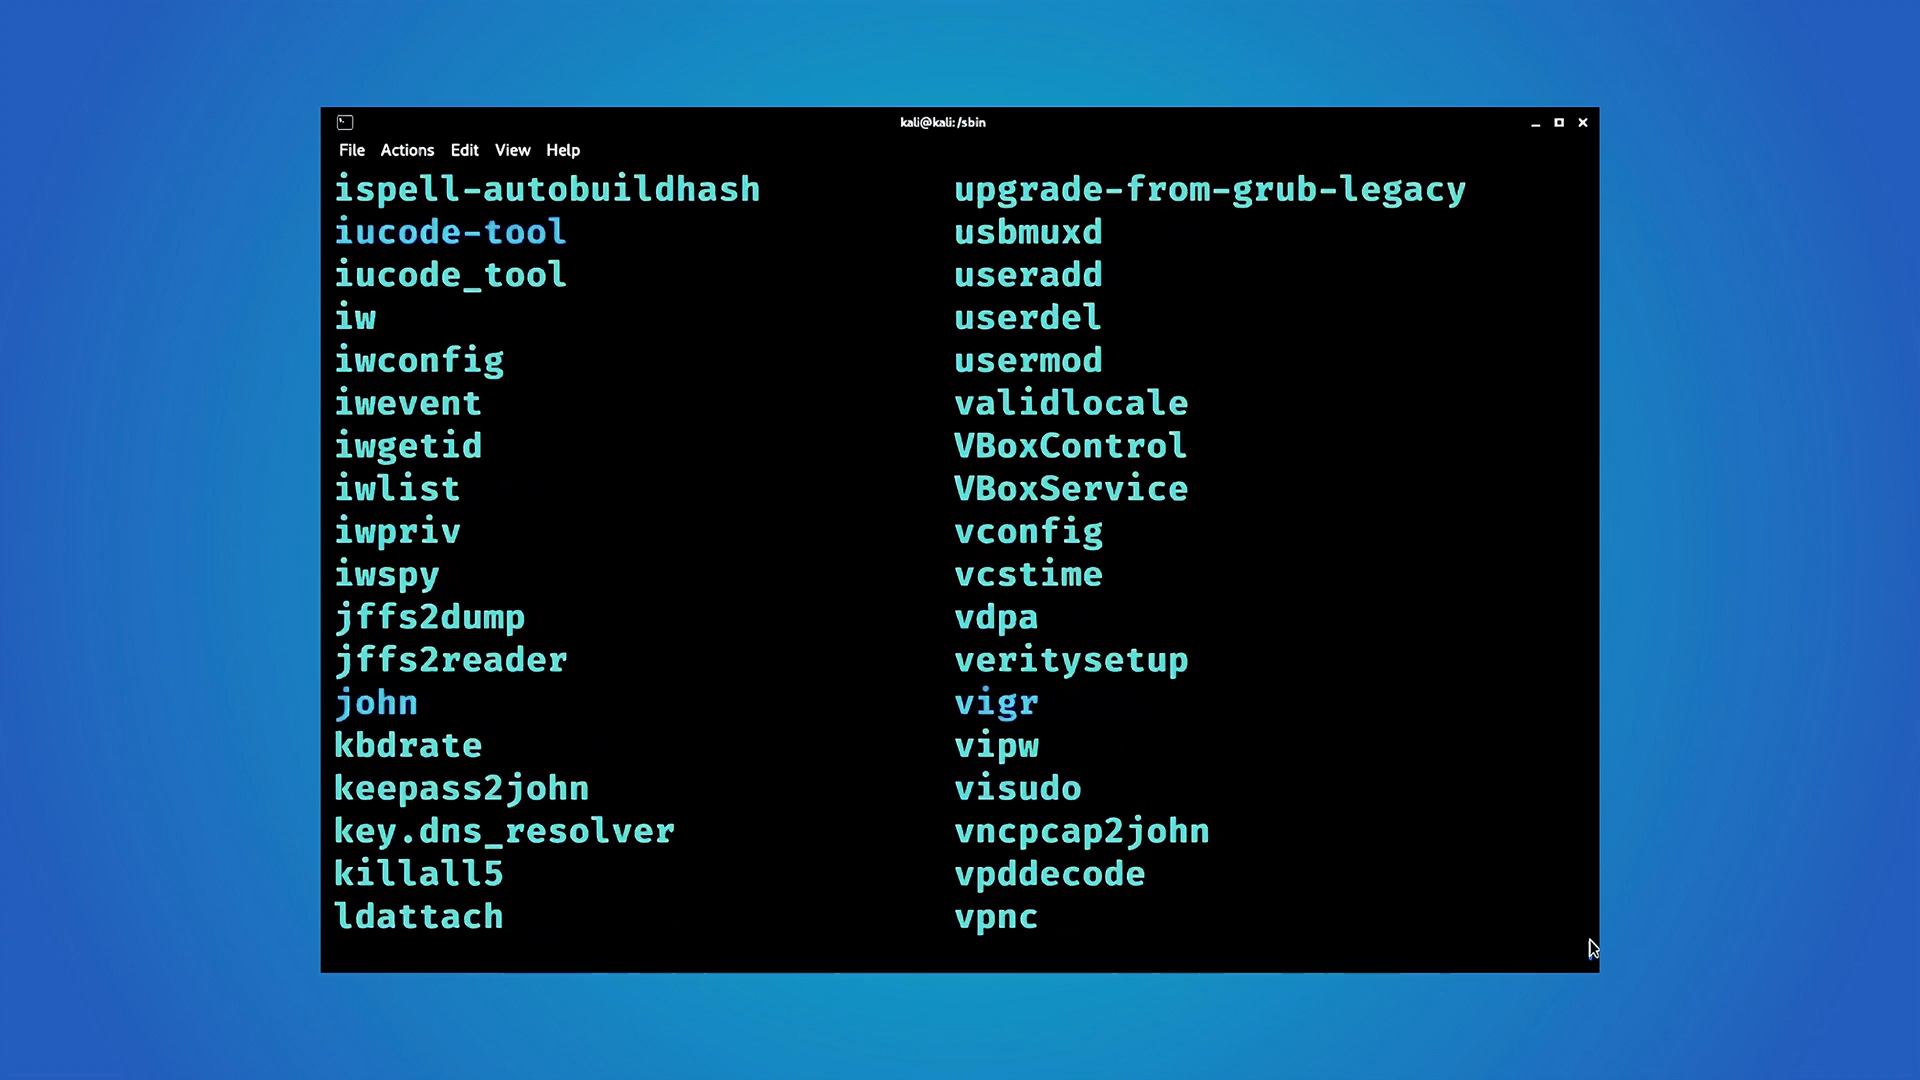 kali@kali:/sbin
File Actions Edit View Help
ispell-autobuildhash upgrade-from-grub-legacy
iucode-tool usbmuxd
iucode_tool useradd
iw userdel
iwconfig usermod
iwevent validlocale
iwgetid VBoxControl
iwlist VBoxService
iwpriv vconfig
iwspy vcstime
jffs2dump vdpa
jffs2reader veritysetup
john vigr
kbdrate vipw
keepass2john visudo
key.dns_resolver vncpcap2john
killall5 vpddecode
ldattach vpnc